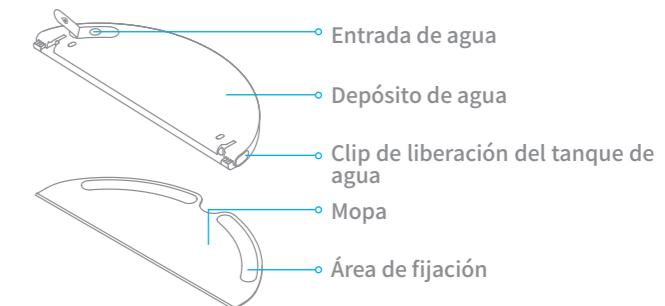 Entrada de agua
Depósito de agua
Clip de liberación del tanque de
agua
Mopa
Área de fijación